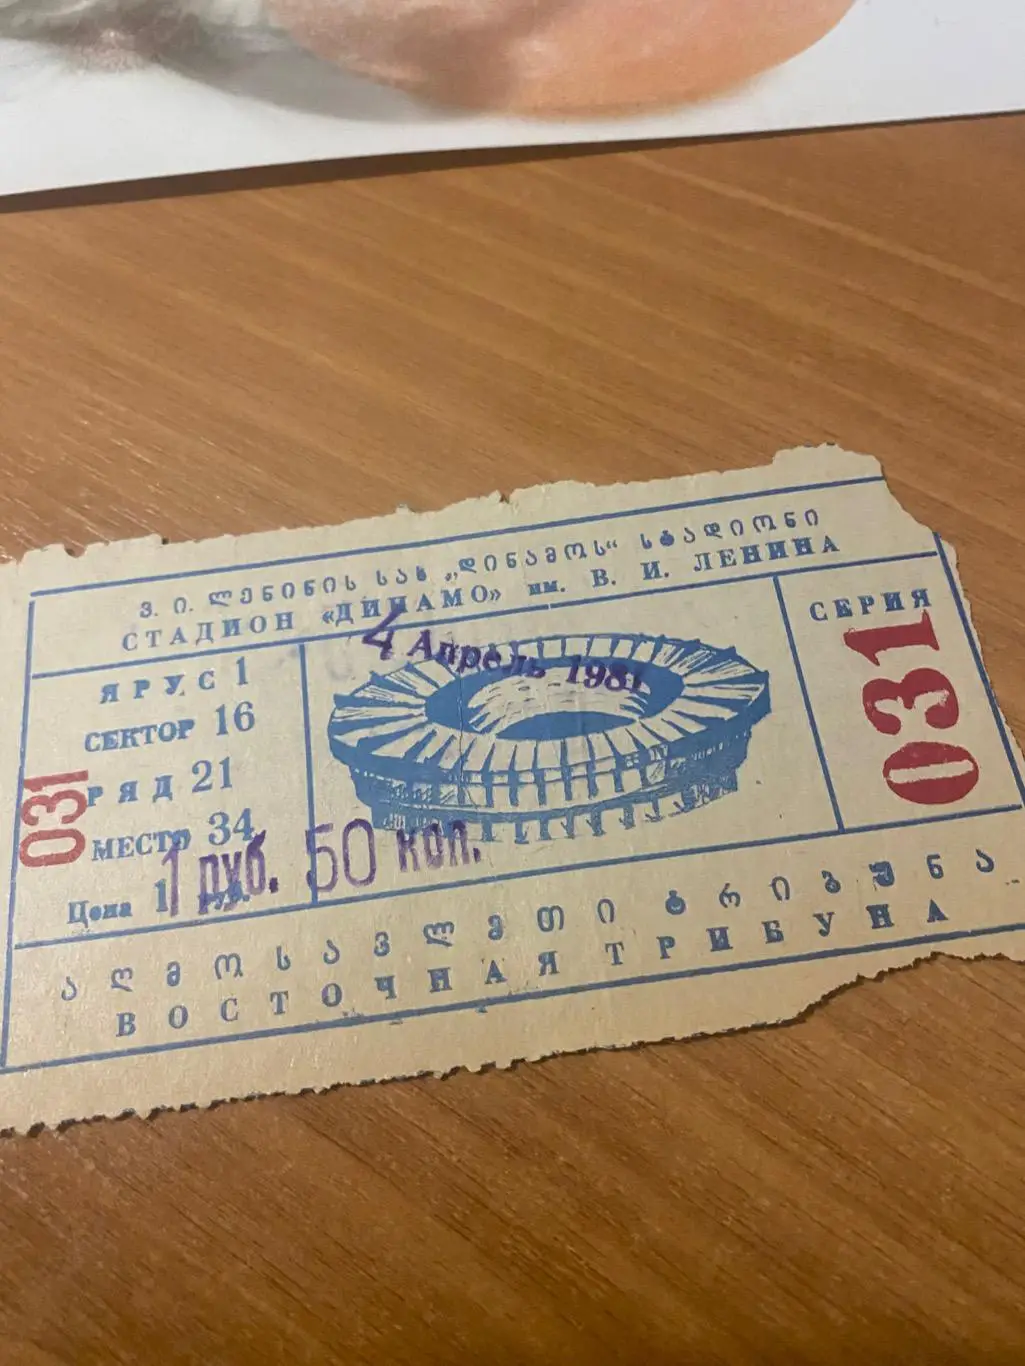 ვ. ი. ლენინის სახ. „დინამოს“ სტადიონი
СТАДИОН «ДИНАМО» им. В. И. ЛЕНИНА
4 Апрель 1981
ЯРУС 1
СЕКТОР 16
РЯД 21
МЕСТО 34
Цена 1 руб.
1 руб. 50 коп.
031
СЕРИЯ
031
აღმოსავლეთი ტრიბუნა
ВОСТОЧНАЯ ТРИБУНА